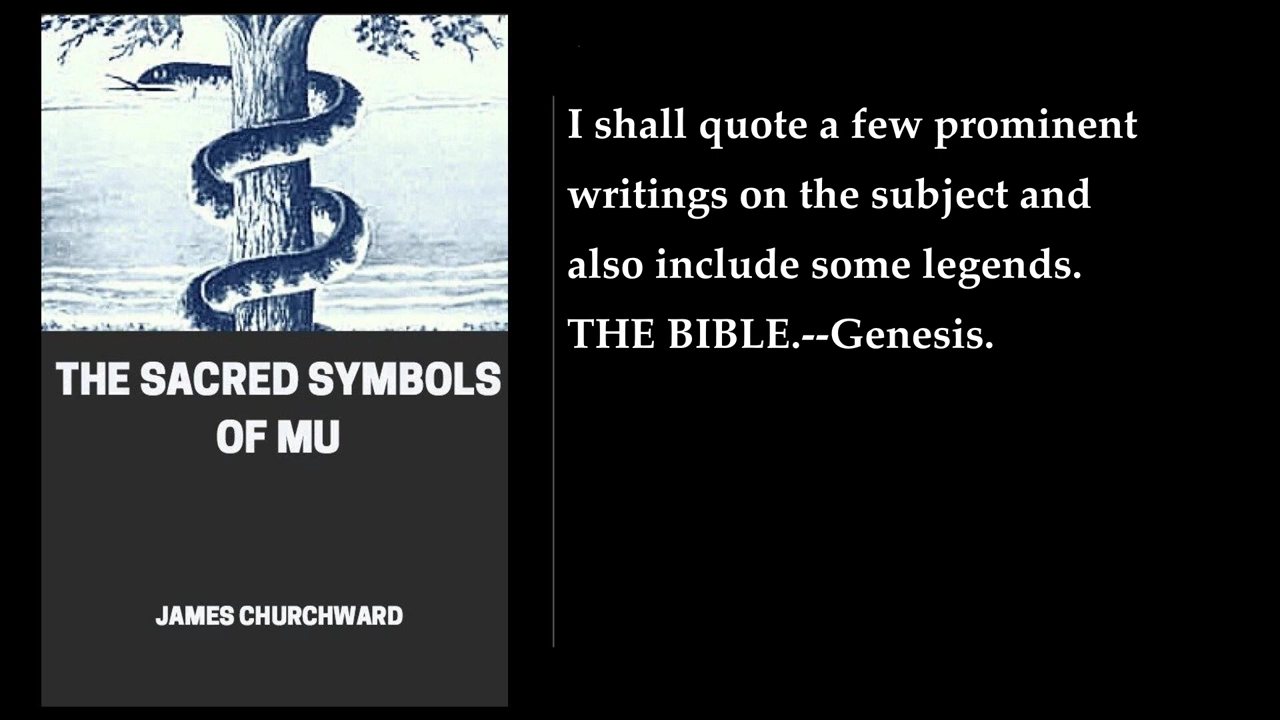 THE SACRED SYMBOLS
OF MU
JAMES CHURCHWARD
I shall quote a few prominent
writings on the subject and
also include some legends.
THE BIBLE.--Genesis.